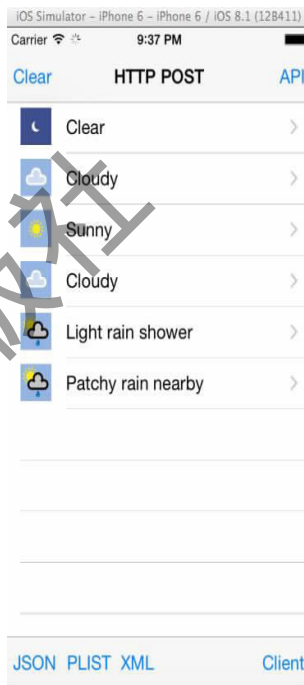 iOS Simulator – iPhone 6 – iPhone 6 / iOS 8.1 (12B411)
Carrier 9:37 PM
Clear HTTP POST API
Clear
Cloudy
Sunny
Cloudy
Light rain shower
Patchy rain nearby
JSON PLIST XML Client